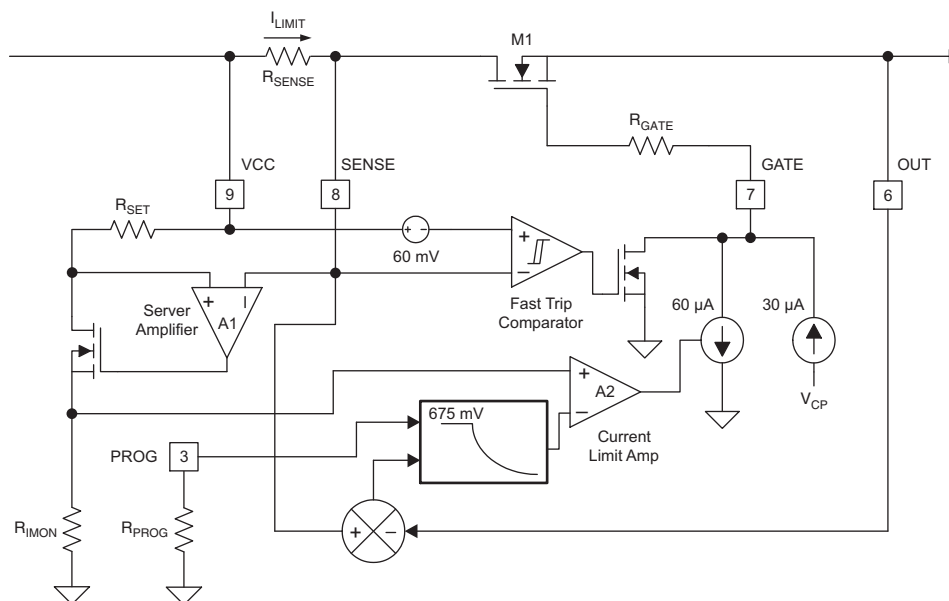 I_LIMIT
R_SENSE
M1
R_GATE
VCC
SENSE
GATE
OUT
9
8
7
6
R_SET
+ -
60 mV
+
-
Fast Trip
Comparator
60 µA
30 µA
V_CP
Server
Amplifier
+ -
A1
+
A2
-
Current
Limit Amp
675 mV
PROG
3
R_IMON
R_PROG
+ -